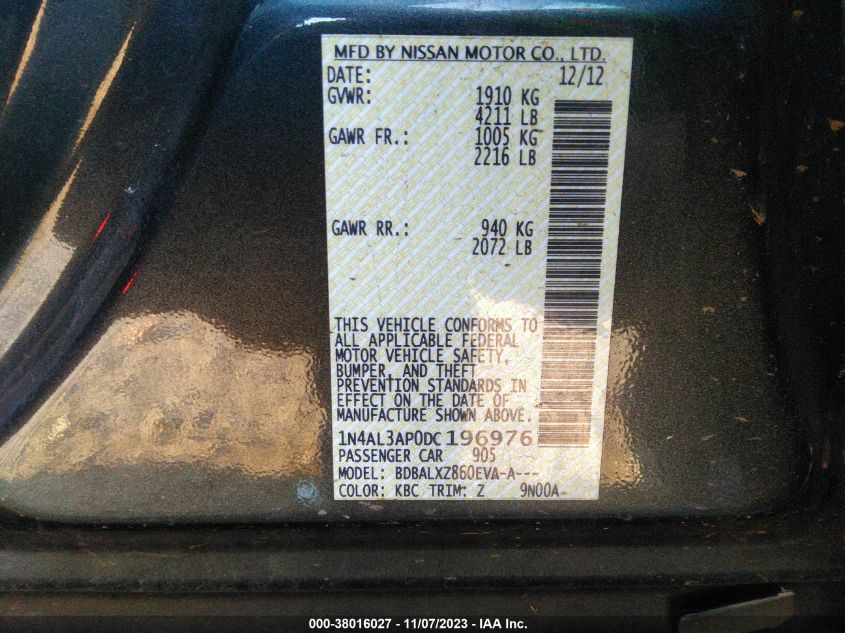 MFD BY NISSAN MOTOR CO., LTD.
DATE: 12/12
GVWR: 1910 KG
4211 LB
GAWR FR.: 1005 KG
2216 LB
GAWR RR.: 940 KG
2072 LB
THIS VEHICLE CONFORMS TO
ALL APPLICABLE FEDERAL
MOTOR VEHICLE SAFETY,
BUMPER, AND THEFT
PREVENTION STANDARDS IN
EFFECT ON THE DATE OF
MANUFACTURE SHOWN ABOVE.
1N4AL3AP0DC196976
PASSENGER CAR 905
MODEL: BDBALXZ860EVA-A---
COLOR: KBC TRIM: Z 9N00A-
000-38016027 - 11/07/2023 - IAA Inc.